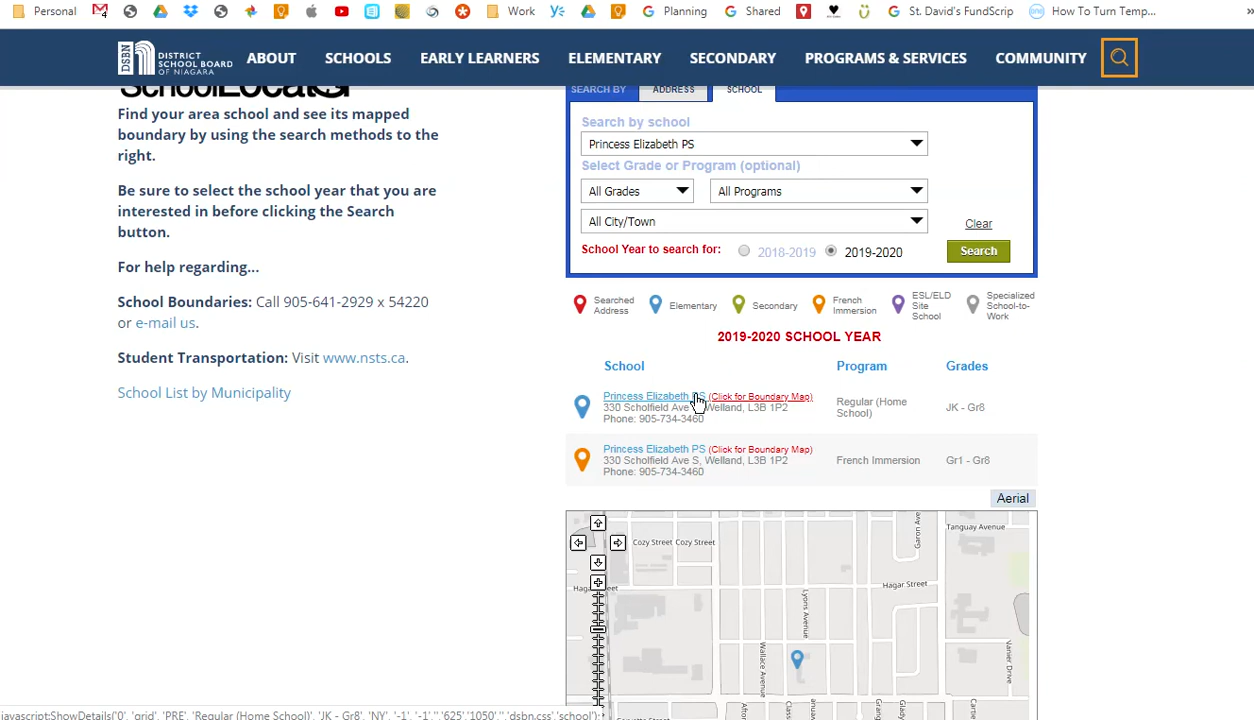 Personal
Work
Planning
Shared
St. David's FundScrip
How To Turn Temp...
DSBN DISTRICT SCHOOL BOARD OF NIAGARA
ABOUT
SCHOOLS
EARLY LEARNERS
ELEMENTARY
SECONDARY
PROGRAMS & SERVICES
COMMUNITY
SchoolLocator
Find your area school and see its mapped
boundary by using the search methods to the
right.
Be sure to select the school year that you are
interested in before clicking the Search
button.
For help regarding...
School Boundaries: Call 905-641-2929 x 54220
or e-mail us.
Student Transportation: Visit www.nsts.ca.
School List by Municipality
SEARCH BY ADDRESS SCHOOL
Search by school
Princess Elizabeth PS
Select Grade or Program (optional)
All Grades All Programs
All City/Town Clear
School Year to search for: 2018-2019 2019-2020 Search
Searched Address
Elementary
Secondary
French Immersion
ESL/ELD Site School
Specialized School-to-Work
2019-2020 SCHOOL YEAR
School Program Grades
Princess Elizabeth PS (Click for Boundary Map)
330 Scholfield Ave S, Welland, L3B 1P2
Phone: 905-734-3460
Regular (Home School)
JK - Gr8
Princess Elizabeth PS (Click for Boundary Map)
330 Scholfield Ave S, Welland, L3B 1P2
Phone: 905-734-3460
French Immersion
Gr1 - Gr8
Aerial
Cozy Street Cozy Street
Garon Ave
Tanguay Avenue
Hagar Street
Lyons Avenue
Wallace Avenue
Vanier Drive
javascript:ShowDetails('0', 'grid', 'PRE', 'Regular (Home School)', 'JK - Gr8', 'NY', '-1', '-1','','625','1050','','dsbn.css','school');